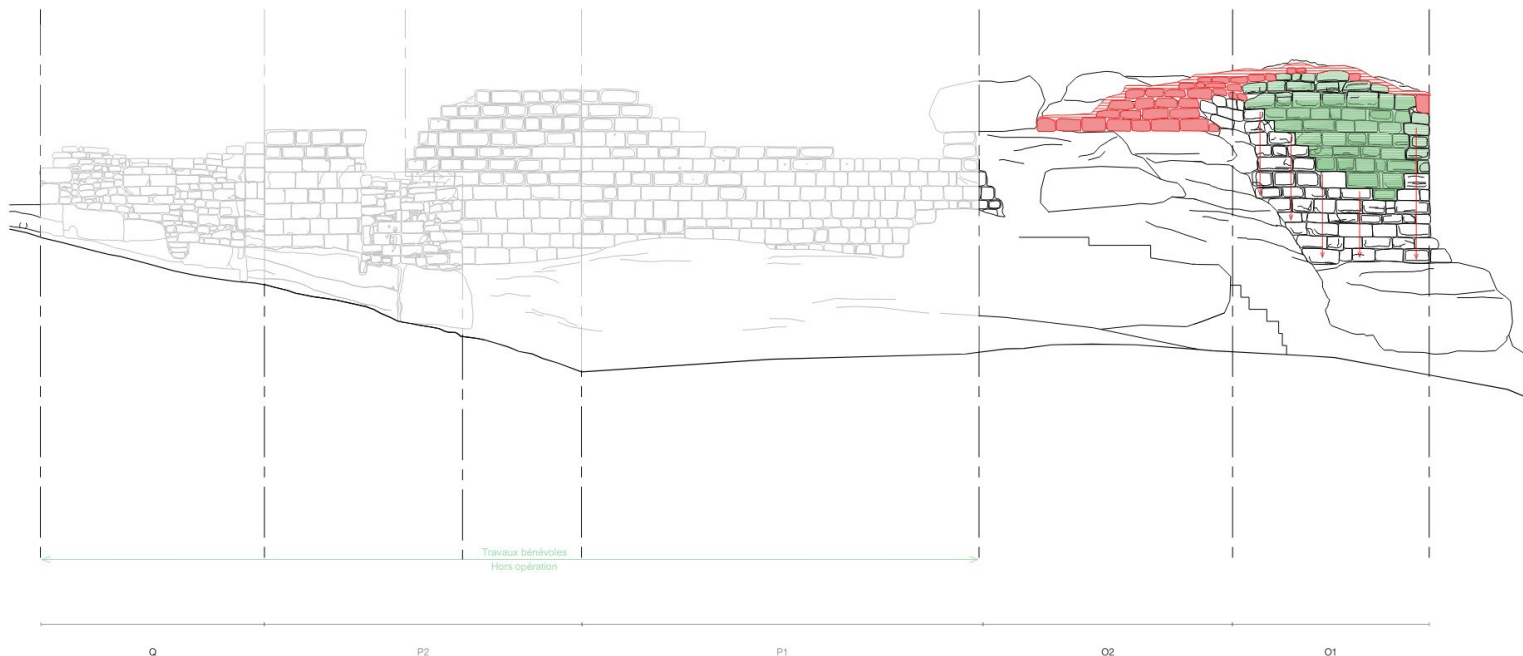 Travaux bénévoles
Hors opération
Q
P2
P1
O2
O1